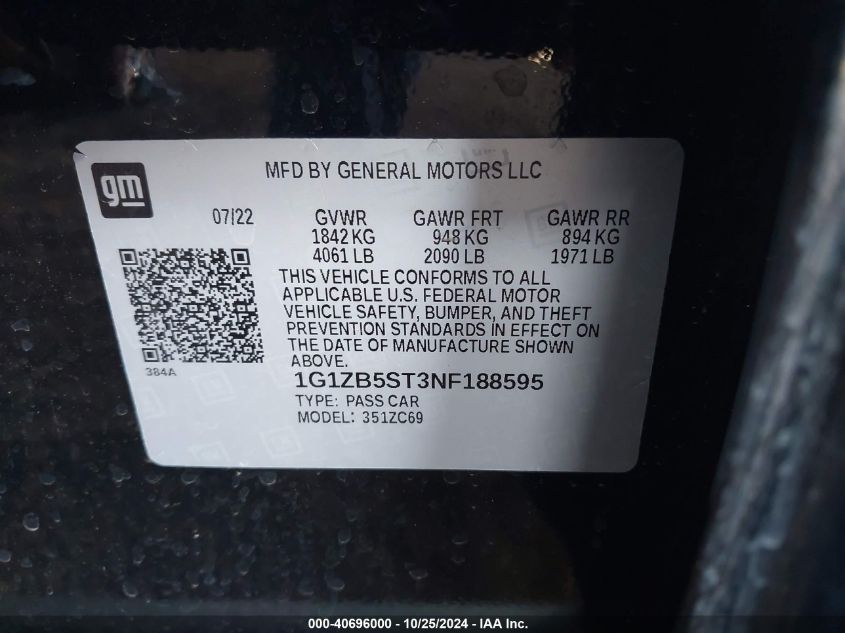 gm
MFD BY GENERAL MOTORS LLC
07/22 GVWR GAWR FRT GAWR RR
1842 KG 948 KG 894 KG
4061 LB 2090 LB 1971 LB
THIS VEHICLE CONFORMS TO ALL
APPLICABLE U.S. FEDERAL MOTOR
VEHICLE SAFETY, BUMPER, AND THEFT
PREVENTION STANDARDS IN EFFECT ON
THE DATE OF MANUFACTURE SHOWN
ABOVE.
384A
1G1ZB5ST3NF188595
TYPE: PASS CAR
MODEL: 351ZC69
000-40696000 - 10/25/2024 - IAA Inc.